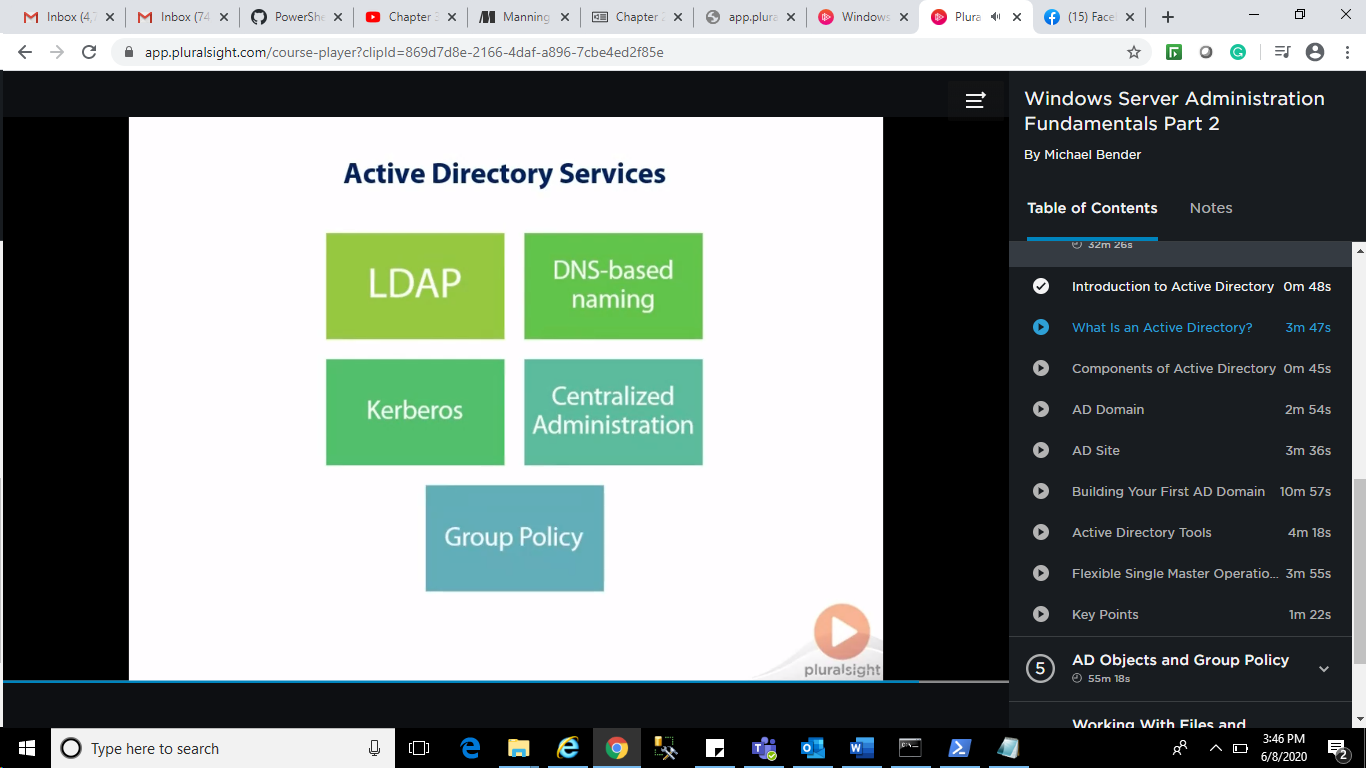 Inbox (4,7
Inbox (74
PowerShe
Chapter 3
Manning
Chapter 2
app.plura
Windows
Plura
(15) Face
app.pluralsight.com/course-player?clipId=869d7d8e-2166-4daf-a896-7cbe4ed2f85e
Active Directory Services
LDAP
DNS-based
naming
Kerberos
Centralized
Administration
Group Policy
pluralsight
Windows Server Administration
Fundamentals Part 2
By Michael Bender
Table of Contents
Notes
32m 26s
Introduction to Active Directory 0m 48s
What Is an Active Directory? 3m 47s
Components of Active Directory 0m 45s
AD Domain 2m 54s
AD Site 3m 36s
Building Your First AD Domain 10m 57s
Active Directory Tools 4m 18s
Flexible Single Master Operatio... 3m 55s
Key Points 1m 22s
5 AD Objects and Group Policy
55m 18s
Working With Files and
Type here to search
3:46 PM
6/8/2020
2